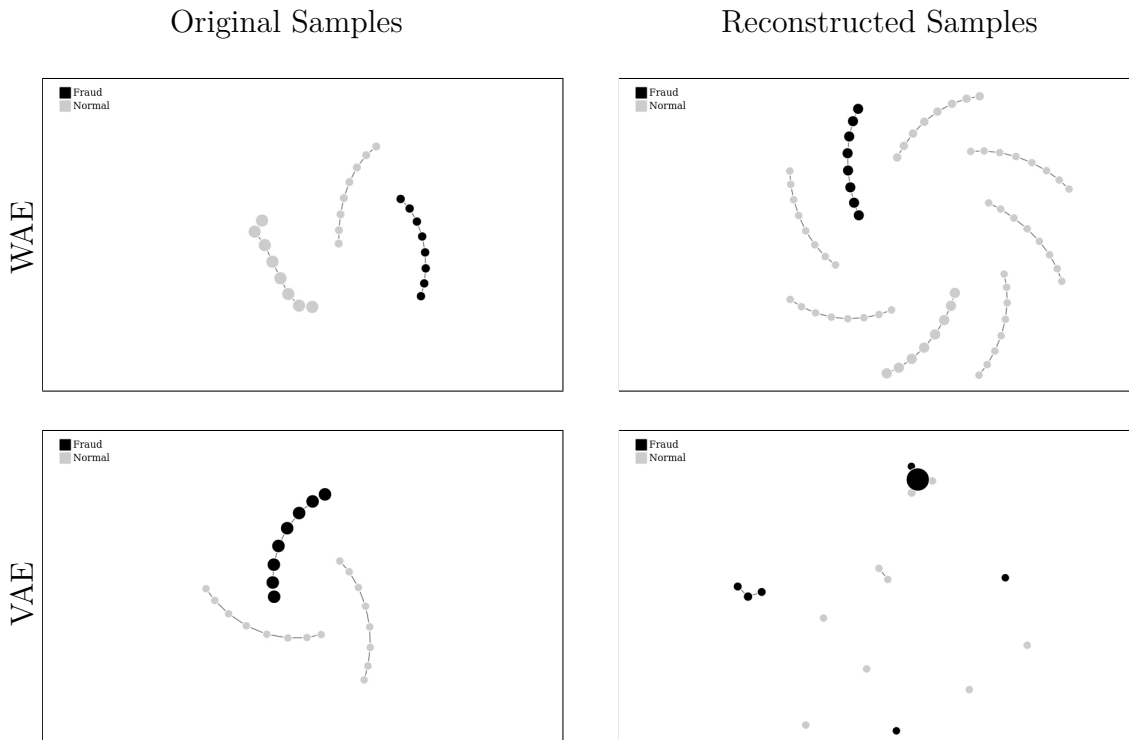 Original Samples
Reconstructed Samples
WAE
Fraud
Normal
Fraud
Normal
VAE
Fraud
Normal
Fraud
Normal